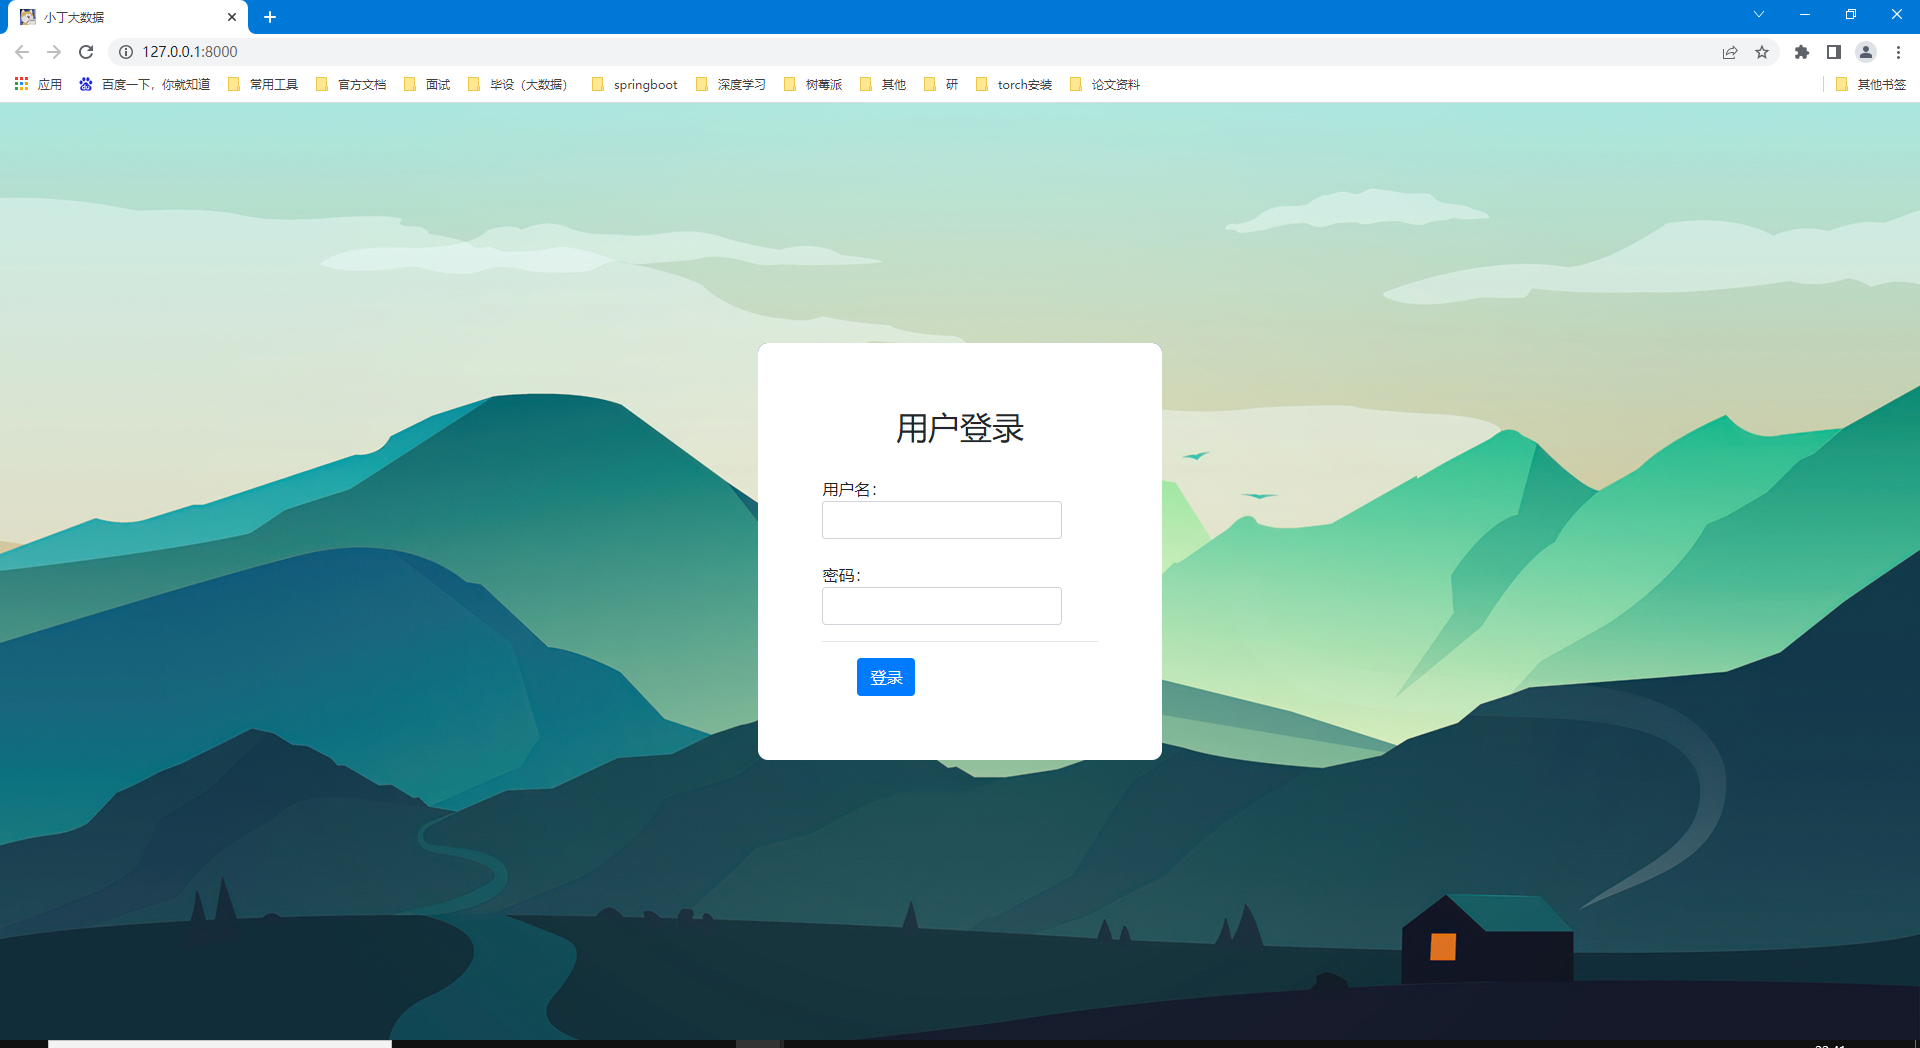 小丁大数据
127.0.0.1:8000
应用 百度一下，你就知道 常用工具 官方文档 面试 毕设（大数据） springboot 深度学习 树莓派 其他 研 torch安装 论文资料 其他书签
用户登录
用户名：
密码：
登录